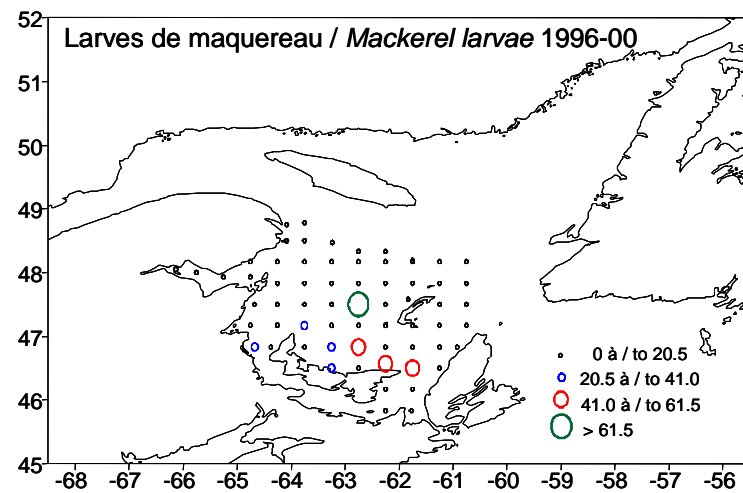 Larves de maquereau / Mackerel larvae 1996-00
52
51
50
49
48
47
46
45
0 à / to 20.5
20.5 à / to 41.0
41.0 à / to 61.5
> 61.5
-68 -67 -66 -65 -64 -63 -62 -61 -60 -59 -58 -57 -56